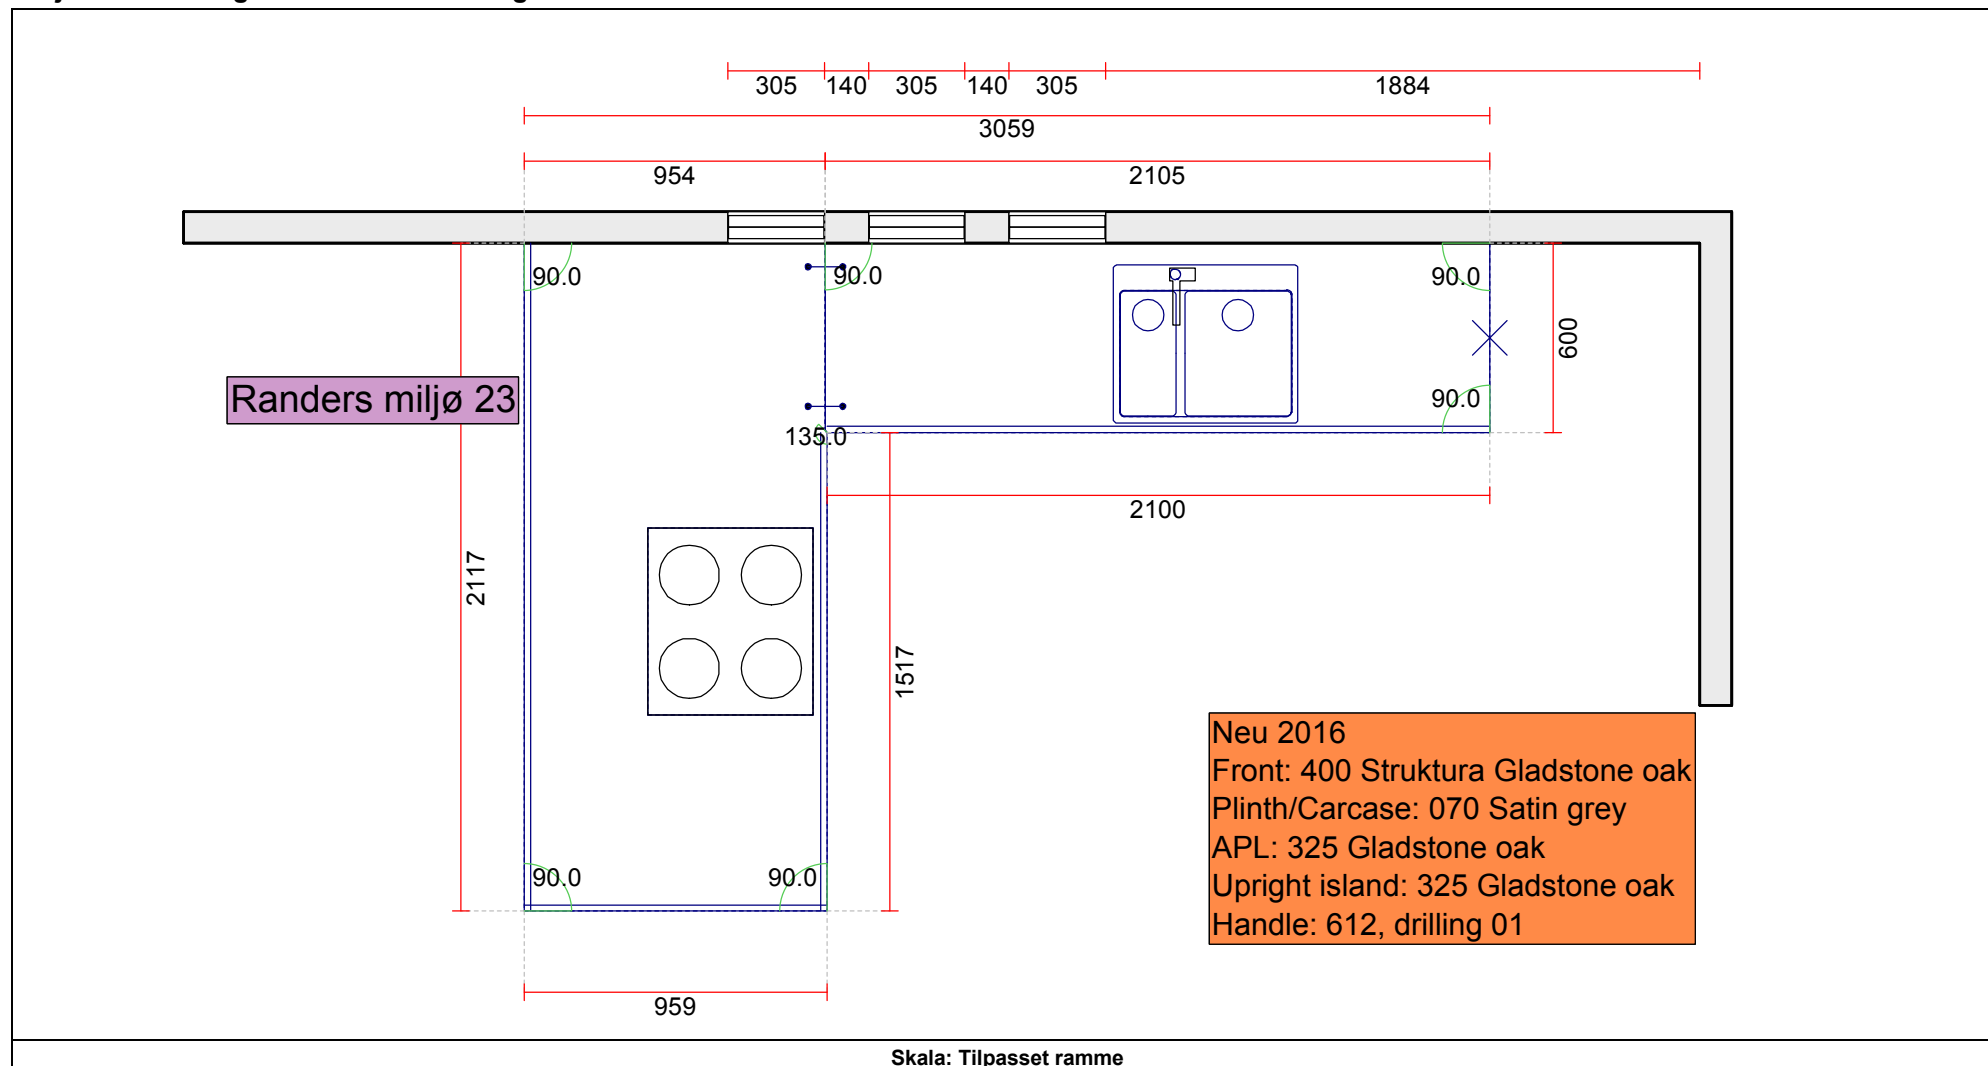 305 140 305 140 305 1884
3059
954 2105
90.0 90.0 90.0
600
Randers miljø 23
90.0
135.0
2100
2117
1517
Neu 2016
Front: 400 Struktura Gladstone oak
Plinth/Carcase: 070 Satin grey
APL: 325 Gladstone oak
Upright island: 325 Gladstone oak
Handle: 612, drilling 01
90.0 90.0
959
Skala: Tilpasset ramme